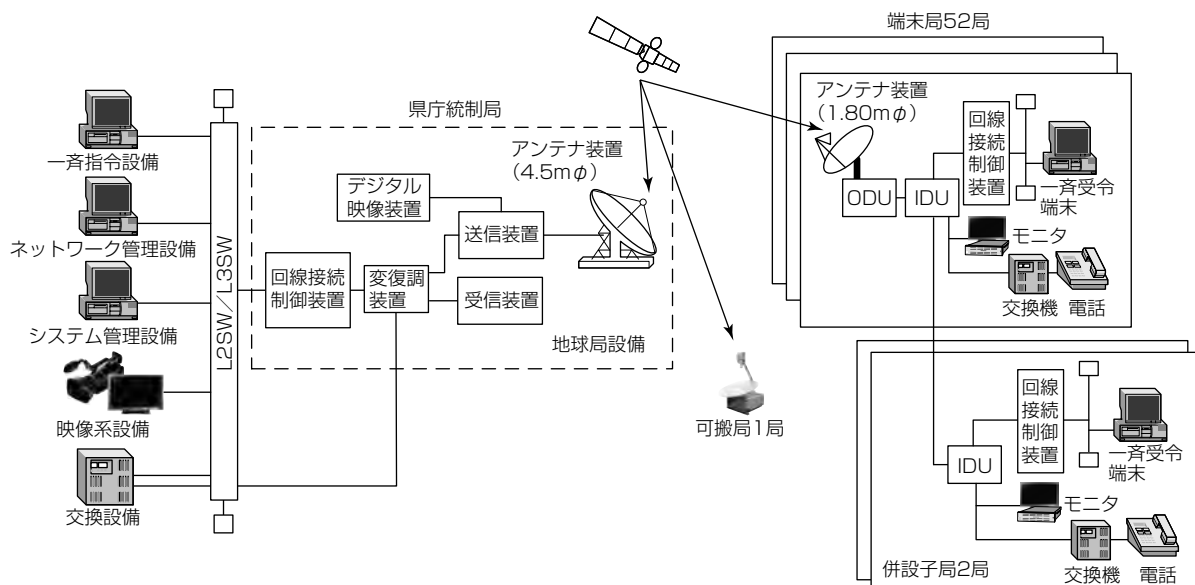 一斉指令設備
ネットワーク管理設備
システム管理設備
映像系設備
交換設備
L2SW/L3SW
県庁統制局
アンテナ装置
(4.5mφ)
デジタル
映像装置
送信装置
回線接続
制御装置
変復調
装置
受信装置
地球局設備
可搬局1局
端末局52局
アンテナ装置
(1.80mφ)
ODU
IDU
回線
接続
制御
装置
一斉受令
端末
モニタ
交換機
電話
回線
接続
制御
装置
一斉受令
端末
IDU
モニタ
交換機
電話
併設子局2局